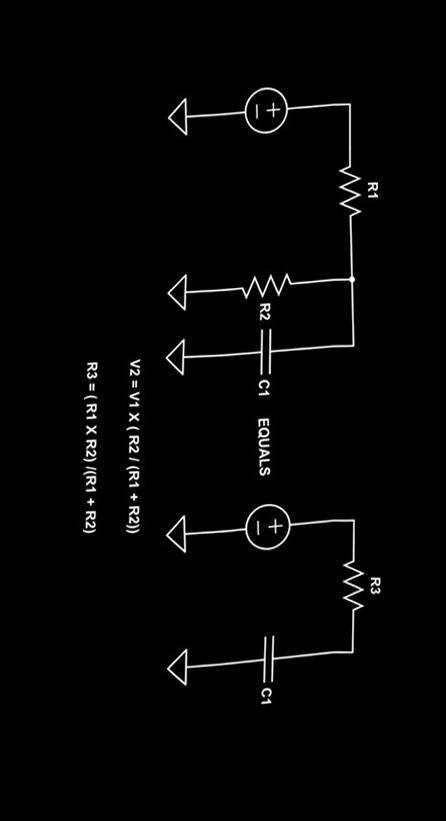 R1
R2
C1
EQUALS
R3
C1
V2 = V1 X ( R2 / (R1 + R2))
R3 = ( R1 X R2) /(R1 + R2)